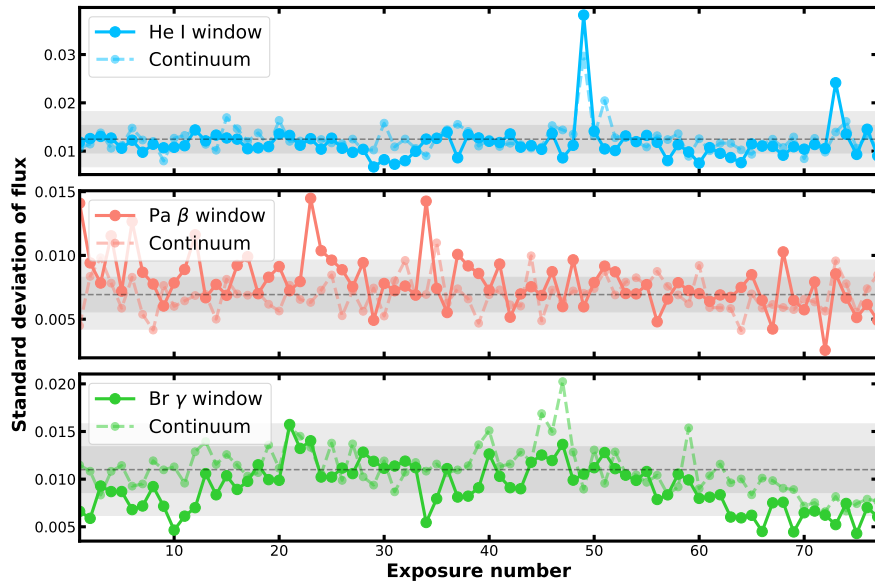 He I window
Continuum
0.03
0.02
0.01
Pa β window
Continuum
0.015
0.010
0.005
Br γ window
Continuum
0.020
0.015
0.010
0.005
10 20 30 40 50 60 70
Exposure number
Standard deviation of flux